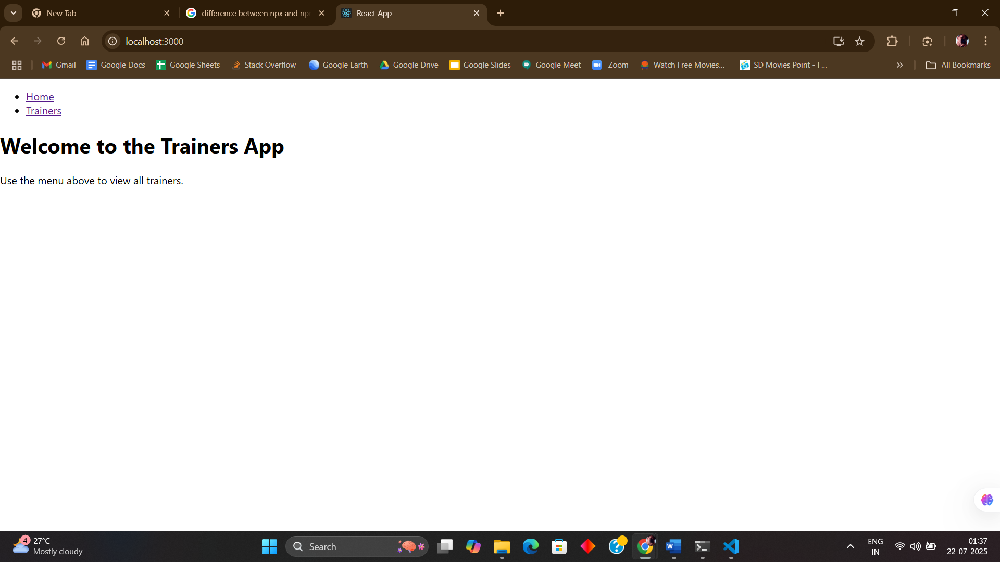 New Tab
difference between npx and np
React App
localhost:3000
Gmail
Google Docs
Google Sheets
Stack Overflow
Google Earth
Google Drive
Google Slides
Google Meet
Zoom
Watch Free Movies...
SD Movies Point - F...
All Bookmarks
Home
Trainers
Welcome to the Trainers App
Use the menu above to view all trainers.
4
27°C
Mostly cloudy
Search
ENG
IN
01:37
22-07-2025